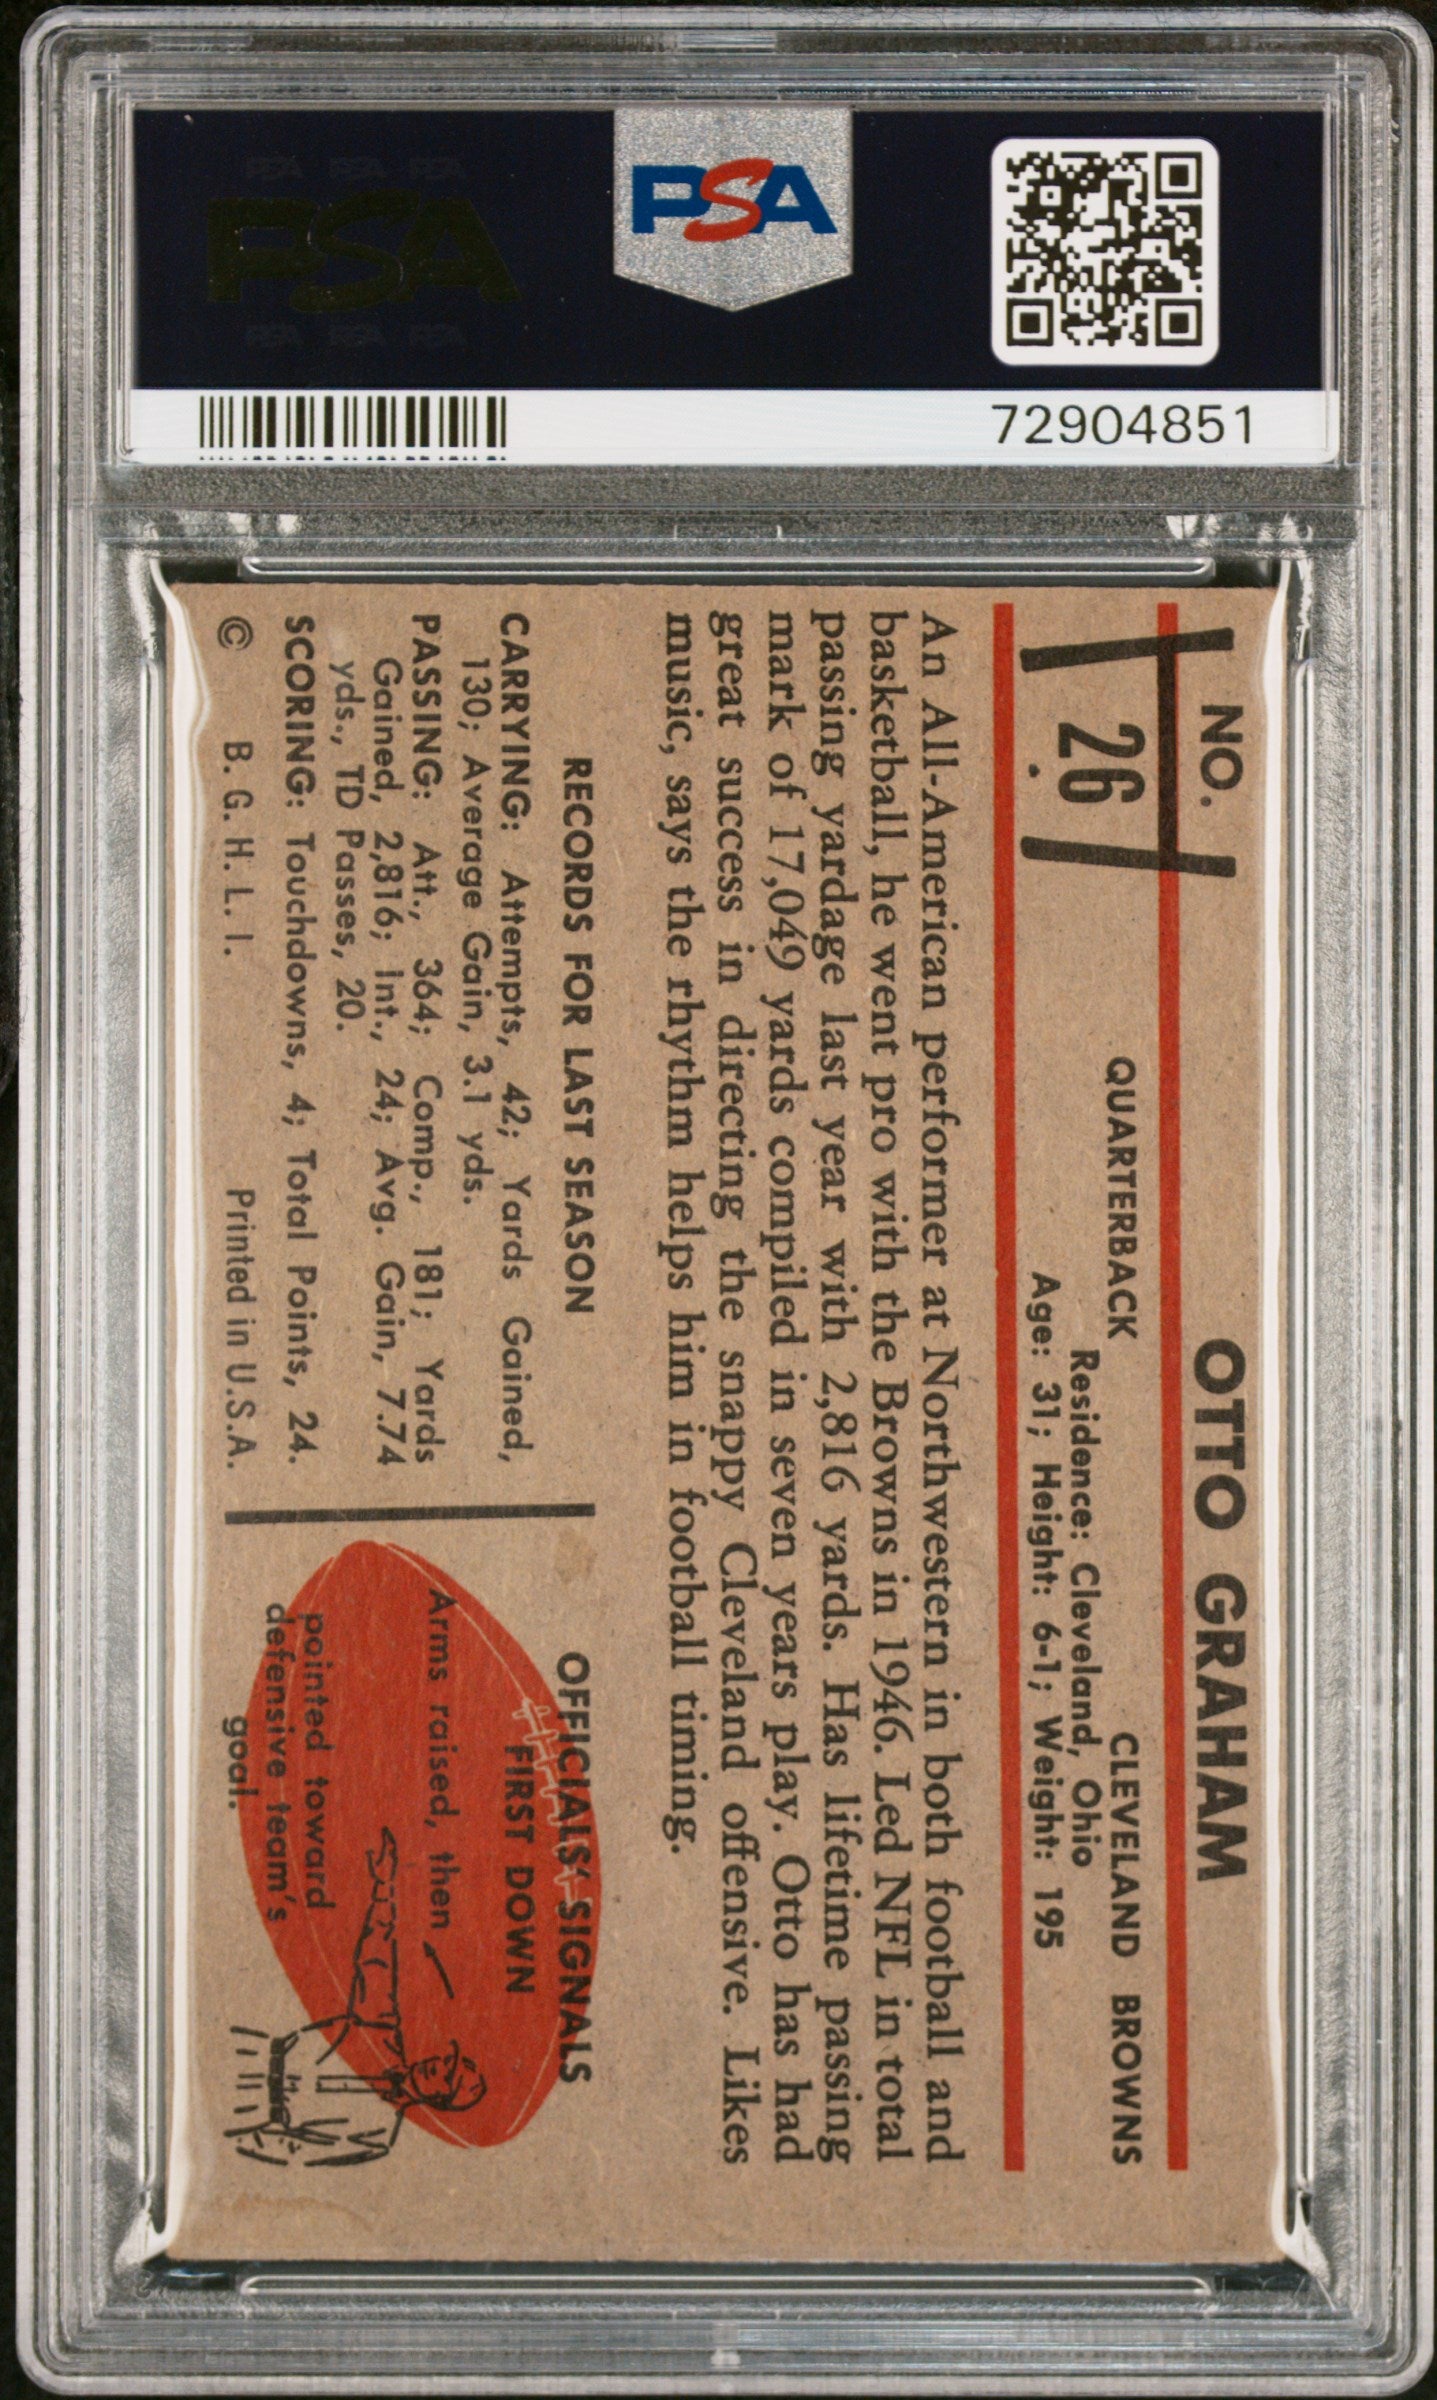 PSA
PSA PSA PSA
PSA
PSA PSA PSA
72904851
NO.
26
OTTO GRAHAM
QUARTERBACK CLEVELAND BROWNS
Residence: Cleveland, Ohio
Age: 31; Height: 6-1; Weight: 195
An All-American performer at Northwestern in both football and
basketball, he went pro with the Browns in 1946. Led NFL in total
passing yardage last year with 2,816 yards. Has lifetime passing
mark of 17,049 yards compiled in seven years play. Otto has had
great success in directing the snappy Cleveland offensive. Likes
music, says the rhythm helps him in football timing.
RECORDS FOR LAST SEASON
CARRYING: Attempts, 42; Yards Gained,
130; Average Gain, 3.1 yds.
PASSING: Att., 364; Comp., 181; Yards
Gained, 2,816; Int., 24; Avg. Gain, 7.74
yds., TD Passes, 20.
SCORING: Touchdowns, 4; Total Points, 24.
© B. G. H. L. I. Printed in U.S.A.
OFFICIALS' SIGNALS
FIRST DOWN
Arms raised, then
pointed toward
defensive team's
goal.